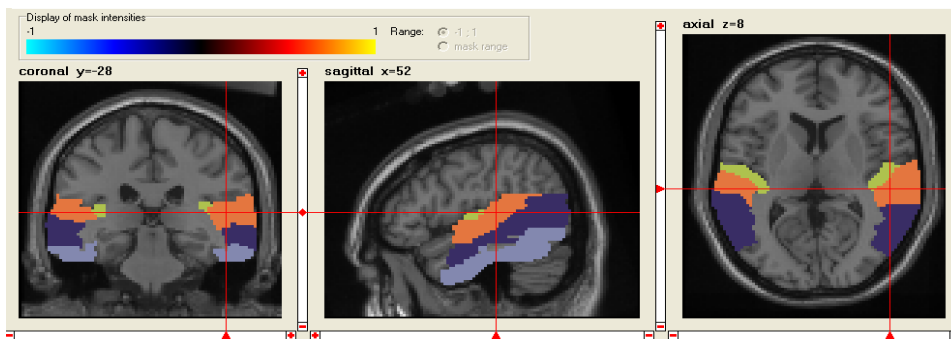 Display of mask intensities
-1
1
Range:
-1 ; 1
mask range
coronal y=-28
sagittal x=52
axial z=8